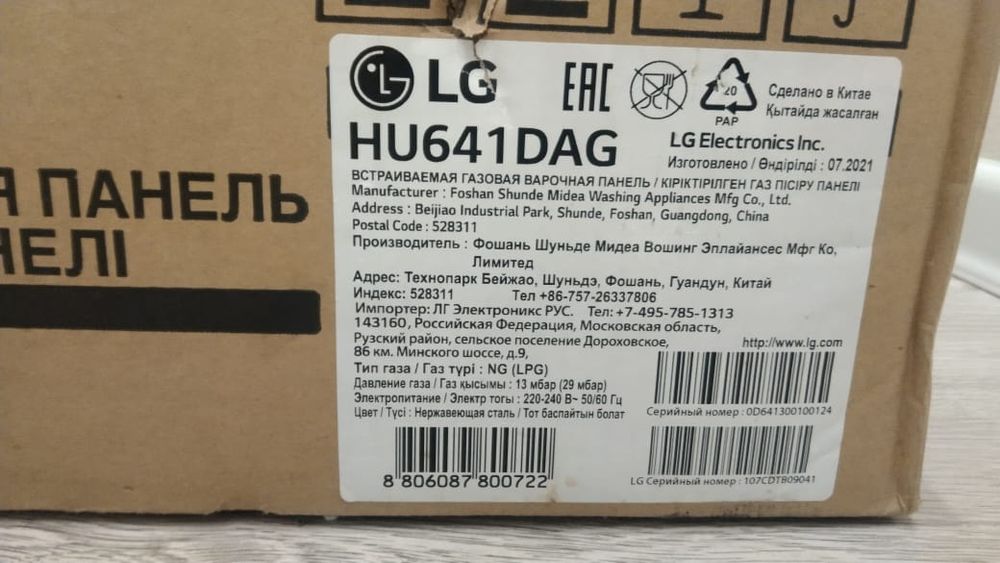 Я ПАНЕЛЬ
НЕЛІ
LG
EAC
20
PAP
Сделано в Китае
Қытайда жасалған
HU641DAG
LG Electronics Inc.
Изготовлено / Өндірілді : 07.2021
ВСТРАИВАЕМАЯ ГАЗОВАЯ ВАРОЧНАЯ ПАНЕЛЬ / КІРІКТІРІЛГЕН ГАЗ ПІСІРУ ПАНЕЛІ
Manufacturer : Foshan Shunde Midea Washing Appliances Mfg Co., Ltd.
Address : Beijiao Industrial Park, Shunde, Foshan, Guangdong, China
Postal Code : 528311
Производитель : Фошань Шуньде Мидеа Вошинг Эплайансес Мфг Ко,
Лимитед
Адрес: Технопарк Бейжао, Шуньдэ, Фошань, Гуандун, Китай
Индекс: 528311 Тел +86-757-26337806
Импортер: ЛГ Электроникс РУС. Тел: +7-495-785-1313
143160, Российская Федерация, Московская область,
Рузский район, сельское поселение Дороховское,
86 км. Минского шоссе, д.9,
http://www.lg.com
Тип газа / Газ түрі : NG (LPG)
Давление газа / Газ қысымы : 13 мбар (29 мбар)
Электропитание / Электр тогы : 220-240 В~ 50/60 Гц
Цвет / Түсі : Нержавеющая сталь / Тот баспайтын болат
Серийный номер : 0D641300100124
8 806087 800722
LG Серийный номер : 107CDTB09041